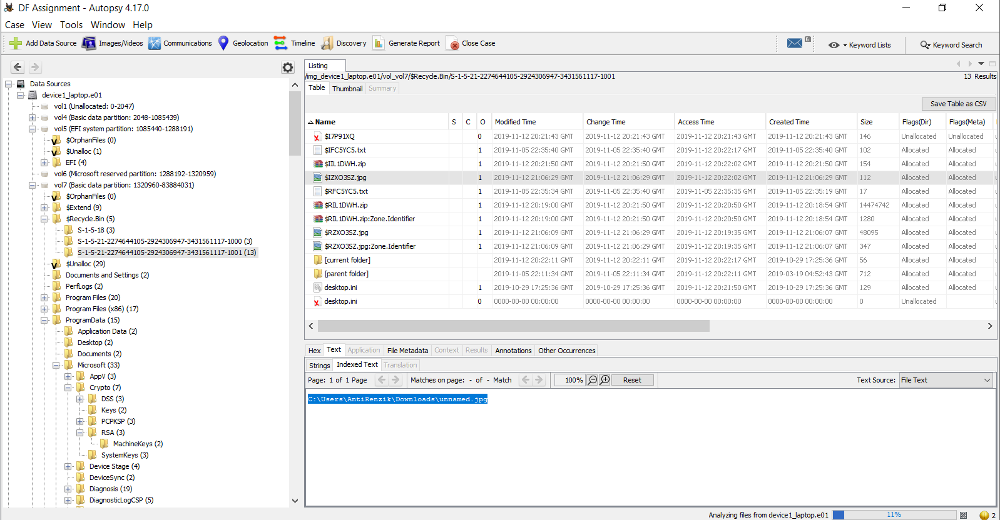 DF Assignment - Autopsy 4.17.0
Case View Tools Window Help
Add Data Source Images/Videos Communications Geolocation Timeline Discovery Generate Report Close Case 6 Keyword Lists Keyword Search
Data Sources
device1_laptop.e01
vol1 (Unallocated: 0-2047)
vol4 (Basic data partition: 2048-1085439)
vol5 (EFI system partition: 1085440-1288191)
$OrphanFiles (0)
$Unalloc (1)
EFI (4)
vol6 (Microsoft reserved partition: 1288192-1320959)
vol7 (Basic data partition: 1320960-83884031)
$OrphanFiles (0)
$Extend (9)
$Recycle.Bin (5)
S-1-5-18 (3)
S-1-5-21-2274644105-2924306947-3431561117-1000 (3)
S-1-5-21-2274644105-2924306947-3431561117-1001 (13)
$Unalloc (29)
Documents and Settings (2)
PerfLogs (2)
Program Files (20)
Program Files (x86) (17)
ProgramData (15)
Application Data (2)
Desktop (2)
Documents (2)
Microsoft (33)
AppV (3)
Crypto (7)
DSS (3)
Keys (2)
PCPKSP (3)
RSA (3)
MachineKeys (2)
SystemKeys (3)
Device Stage (4)
DeviceSync (2)
Diagnosis (19)
DiagnosticLogCSP (5)
Listing
/img_device1_laptop.e01/vol_vol7/$Recycle.Bin/S-1-5-21-2274644105-2924306947-3431561117-1001 13 Results
Table Thumbnail Summary
Save Table as CSV
Name S C O Modified Time Change Time Access Time Created Time Size Flags(Dir) Flags(Meta)
$I7P91XQ 0 2019-11-12 20:21:43 GMT 2019-11-12 20:21:43 GMT 2019-11-12 20:21:43 GMT 2019-11-12 20:21:43 GMT 146 Unallocated Unallocated
$IFC5YC5.txt 1 2019-11-05 22:35:40 GMT 2019-11-05 22:35:40 GMT 2019-11-12 20:22:17 GMT 2019-11-05 22:35:40 GMT 102 Allocated Allocated
$IIL1DWH.zip 1 2019-11-12 20:21:50 GMT 2019-11-12 20:21:50 GMT 2019-11-12 20:22:02 GMT 2019-11-12 20:21:50 GMT 154 Allocated Allocated
$IZXO3SZ.jpg 1 2019-11-12 21:06:29 GMT 2019-11-12 21:06:29 GMT 2019-11-12 20:22:02 GMT 2019-11-12 21:06:29 GMT 112 Allocated Allocated
$RFC5YC5.txt 1 2019-11-05 22:35:34 GMT 2019-11-05 22:35:40 GMT 2019-11-05 22:35:35 GMT 2019-11-05 22:35:19 GMT 17 Allocated Allocated
$RIL1DWH.zip 1 2019-11-12 20:19:00 GMT 2019-11-12 20:21:50 GMT 2019-11-12 20:20:50 GMT 2019-11-12 20:18:54 GMT 14474742 Allocated Allocated
$RIL1DWH.zip:Zone.Identifier 1 2019-11-12 20:19:00 GMT 2019-11-12 20:21:50 GMT 2019-11-12 20:20:50 GMT 2019-11-12 20:18:54 GMT 1280 Allocated Allocated
$RZXO3SZ.jpg 1 2019-11-12 21:06:09 GMT 2019-11-12 21:06:29 GMT 2019-11-12 20:19:35 GMT 2019-11-12 21:06:07 GMT 48095 Allocated Allocated
$RZXO3SZ.jpg:Zone.Identifier 1 2019-11-12 21:06:09 GMT 2019-11-12 21:06:29 GMT 2019-11-12 20:19:35 GMT 2019-11-12 21:06:07 GMT 347 Allocated Allocated
[current folder] 2019-11-12 20:22:11 GMT 2019-11-12 20:22:11 GMT 2019-11-12 20:22:17 GMT 2019-10-29 17:25:36 GMT 56 Allocated Allocated
[parent folder] 2019-11-05 22:11:34 GMT 2019-11-05 22:11:34 GMT 2019-11-12 20:22:11 GMT 2019-03-19 04:52:43 GMT 712 Allocated Allocated
desktop.ini 1 2019-10-29 17:25:36 GMT 2019-10-29 17:25:36 GMT 2019-11-12 20:21:50 GMT 2019-10-29 17:25:36 GMT 129 Allocated Allocated
desktop.ini 0 0000-00-00 00:00:00 0000-00-00 00:00:00 0000-00-00 00:00:00 0000-00-00 00:00:00 0 Unallocated
Hex Text Application File Metadata Context Results Annotations Other Occurrences
Strings Indexed Text Translation
Page: 1 of 1 Page Matches on page: - of - Match 100% Reset Text Source: File Text
C:\Users\AntiRenzik\Downloads\unnamed.jpg
Analyzing files from device1_laptop.e01 11% 2